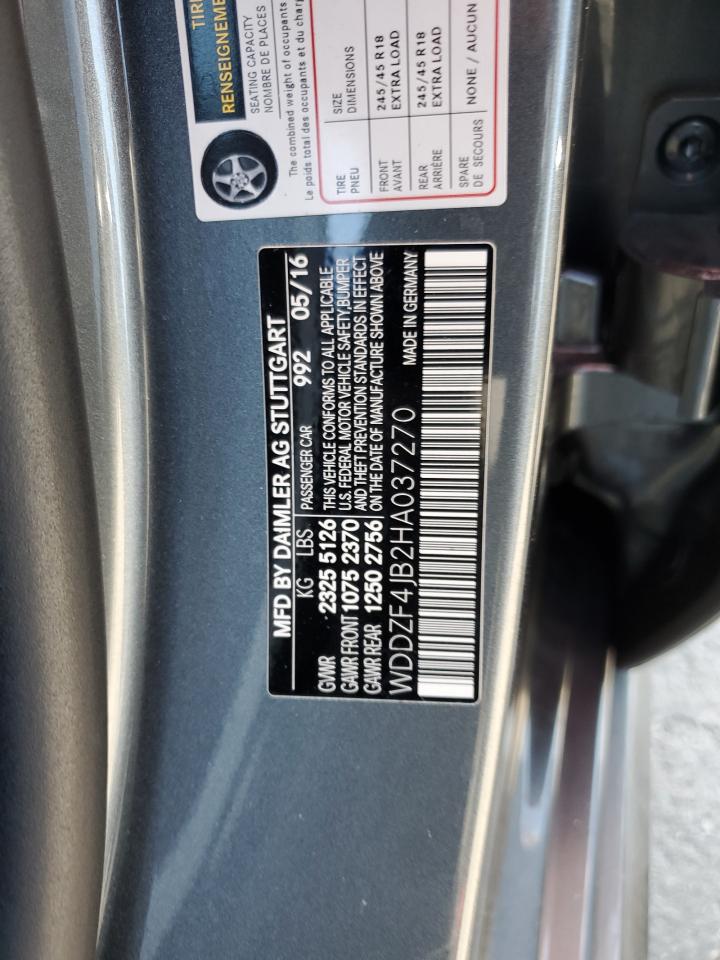 MFD BY DAIMLER AG STUTTGART
KG LBS PASSENGER CAR 992 05/16
GVWR 2325 5126 THIS VEHICLE CONFORMS TO ALL APPLICABLE
GAWR FRONT 1075 2370 U.S. FEDERAL MOTOR VEHICLE SAFETY, BUMPER
AND THEFT PREVENTION STANDARDS IN EFFECT
GAWR REAR 1250 2756 ON THE DATE OF MANUFACTURE SHOWN ABOVE
WDDZF4JB2HA037270 MADE IN GERMANY
TIRE
RENSEIGNEME
SEATING CAPACITY
NOMBRE DE PLACES
The combined weight of occupants
Le poids total des occupants et du
TIRE SIZE
PNEU DIMENSIONS
FRONT 245/45 R18
AVANT EXTRA LOAD
REAR 245/45 R18
ARRIÈRE EXTRA LOAD
SPARE NONE / AUCUN
DE SECOURS